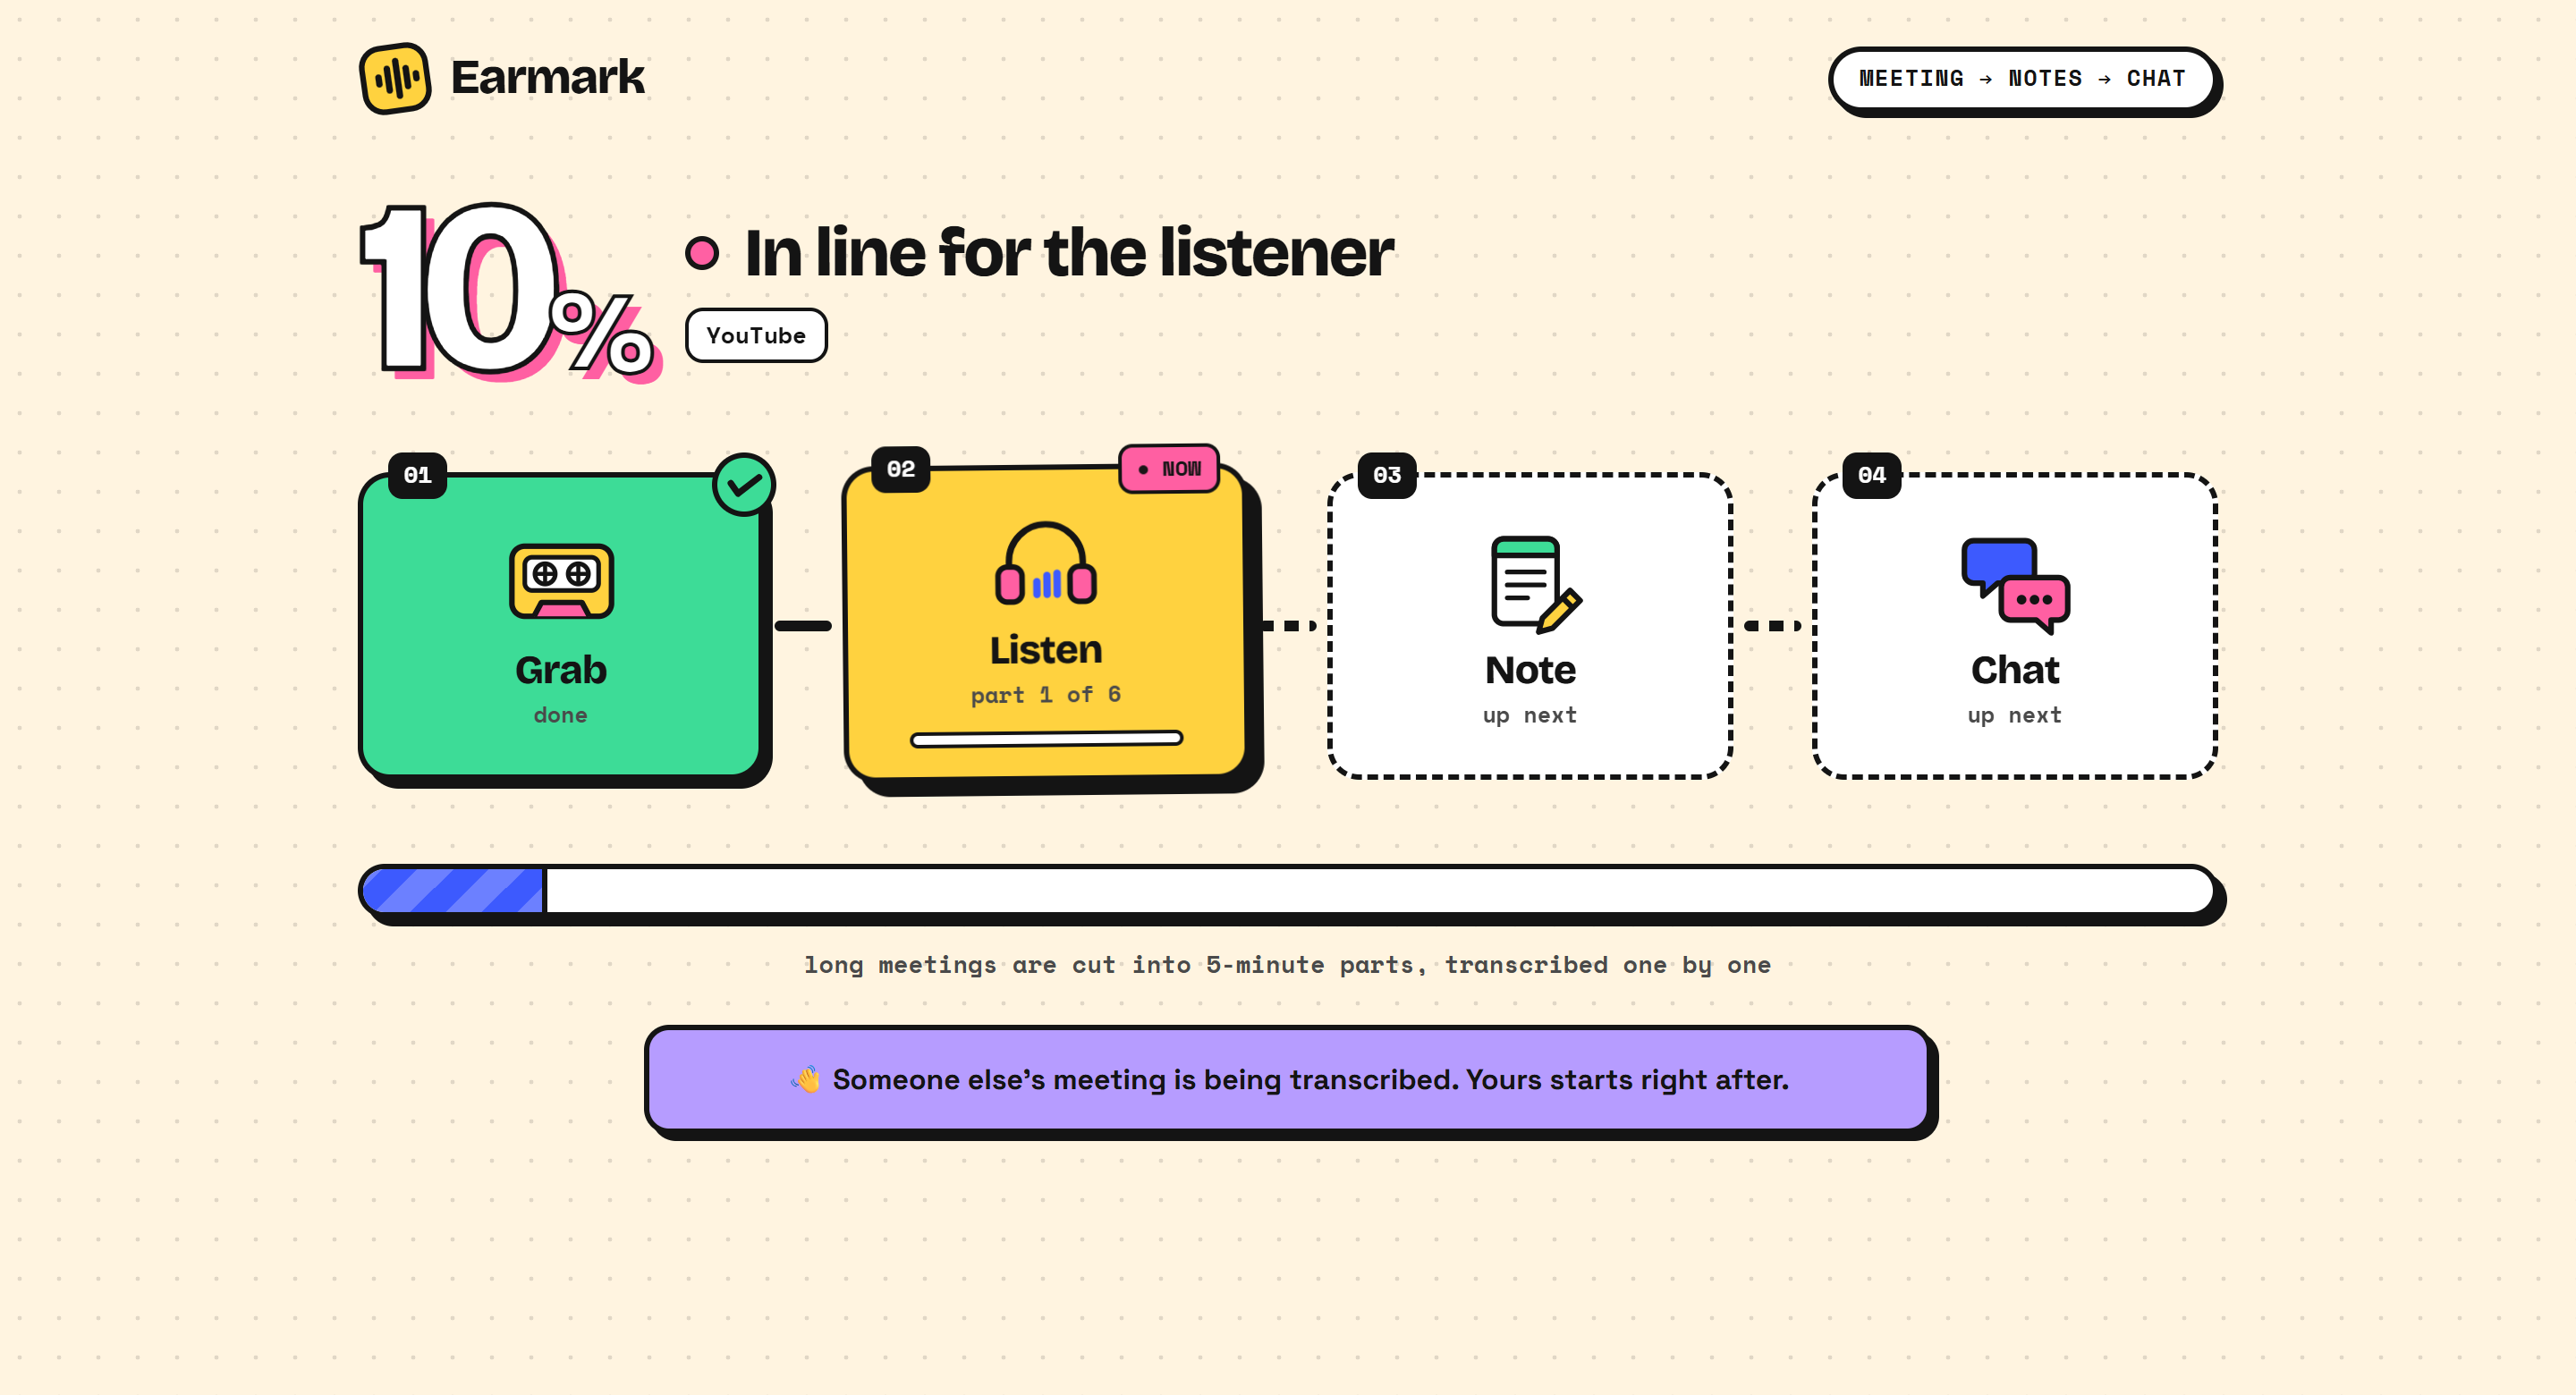 Earmark
MEETING → NOTES → CHAT
10%
In line for the listener
YouTube
01
02
● NOW
03
04
Grab
done
Listen
part 1 of 6
Note
up next
Chat
up next
long meetings are cut into 5-minute parts, transcribed one by one
👋 Someone else’s meeting is being transcribed. Yours starts right after.